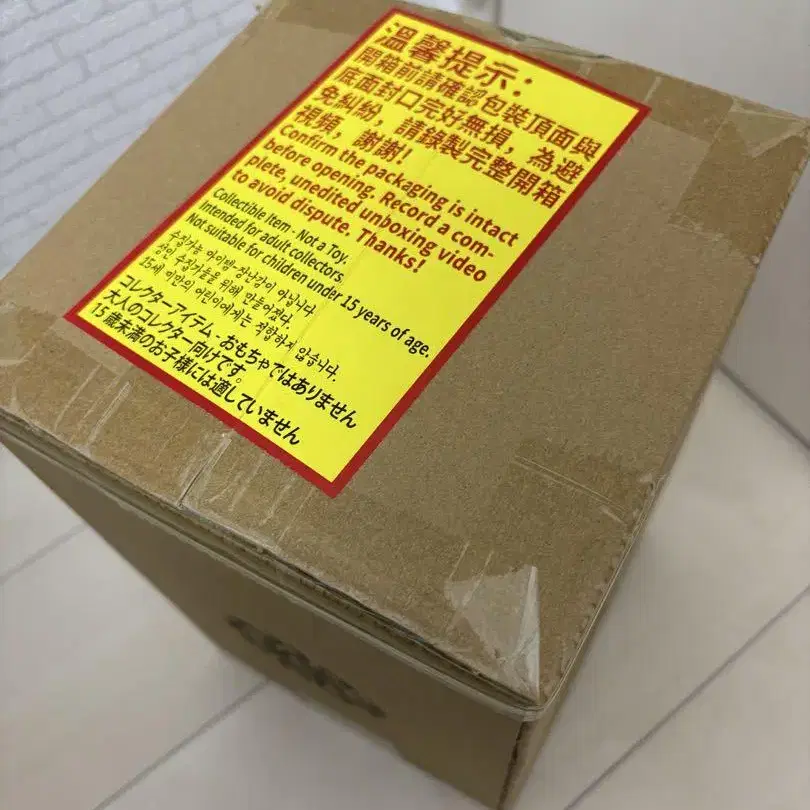 溫馨提示：
開箱前請確認包裝頂面與
底面封口完好無損，為避
免糾紛，請錄製完整開箱
視頻，謝謝！
Confirm the packaging is intact
before opening. Record a com-
plete, unedited unboxing video
to avoid dispute. Thanks!
Collectible Item - Not a Toy.
Intended for adult collectors.
Not suitable for children under 15 years of age.
수집가능 아이템-장난감이 아닙니다
성인 수집가들을 위해 만들어졌다.
15세 미만의 어린이에게는 적합하지 않습니다.
コレクターアイテム - おもちゃではありません
大人のコレクター向けです。
15歳未満のお子様には適していません